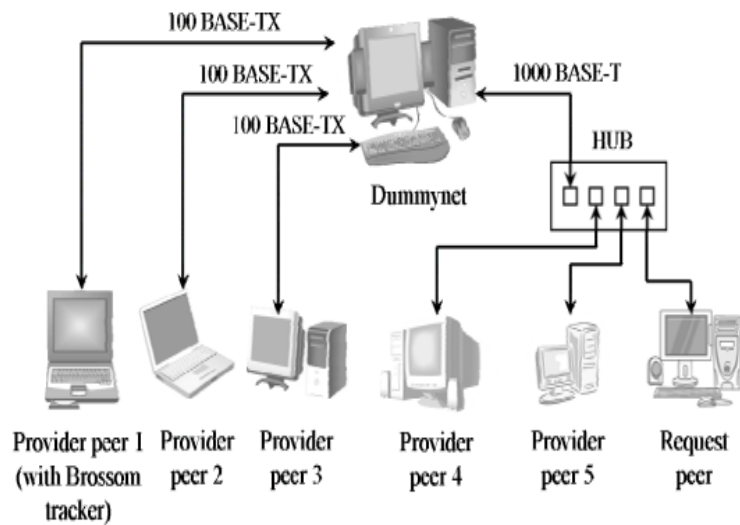 100 BASE-TX
100 BASE-TX
1000 BASE-T
100 BASE-TX
HUB
Dummynet
Provider peer 1
(with Brossom
tracker)
Provider
peer 2
Provider
peer 3
Provider
peer 4
Provider
peer 5
Request
peer